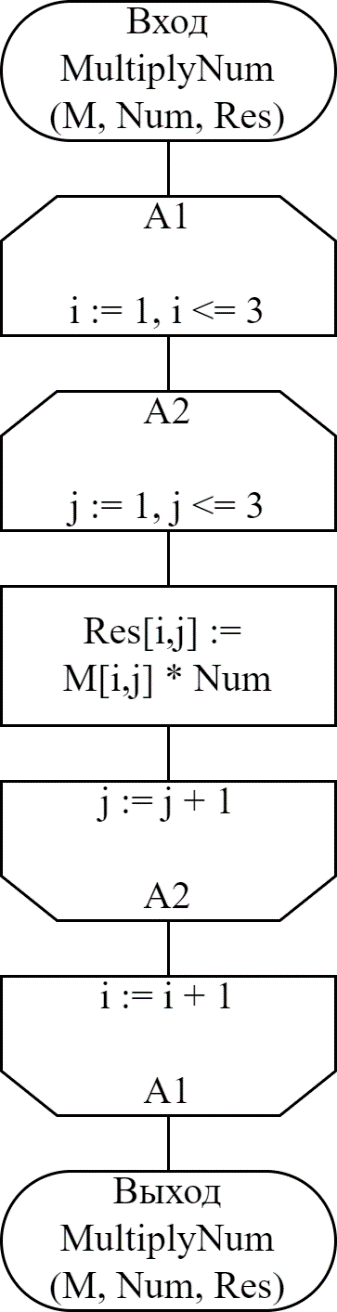 Вход
MultiplyNum
(M, Num, Res)
A1
i := 1, i <= 3
A2
j := 1, j <= 3
Res[i,j] :=
M[i,j] * Num
j := j + 1
A2
i := i + 1
A1
Выход
MultiplyNum
(M, Num, Res)